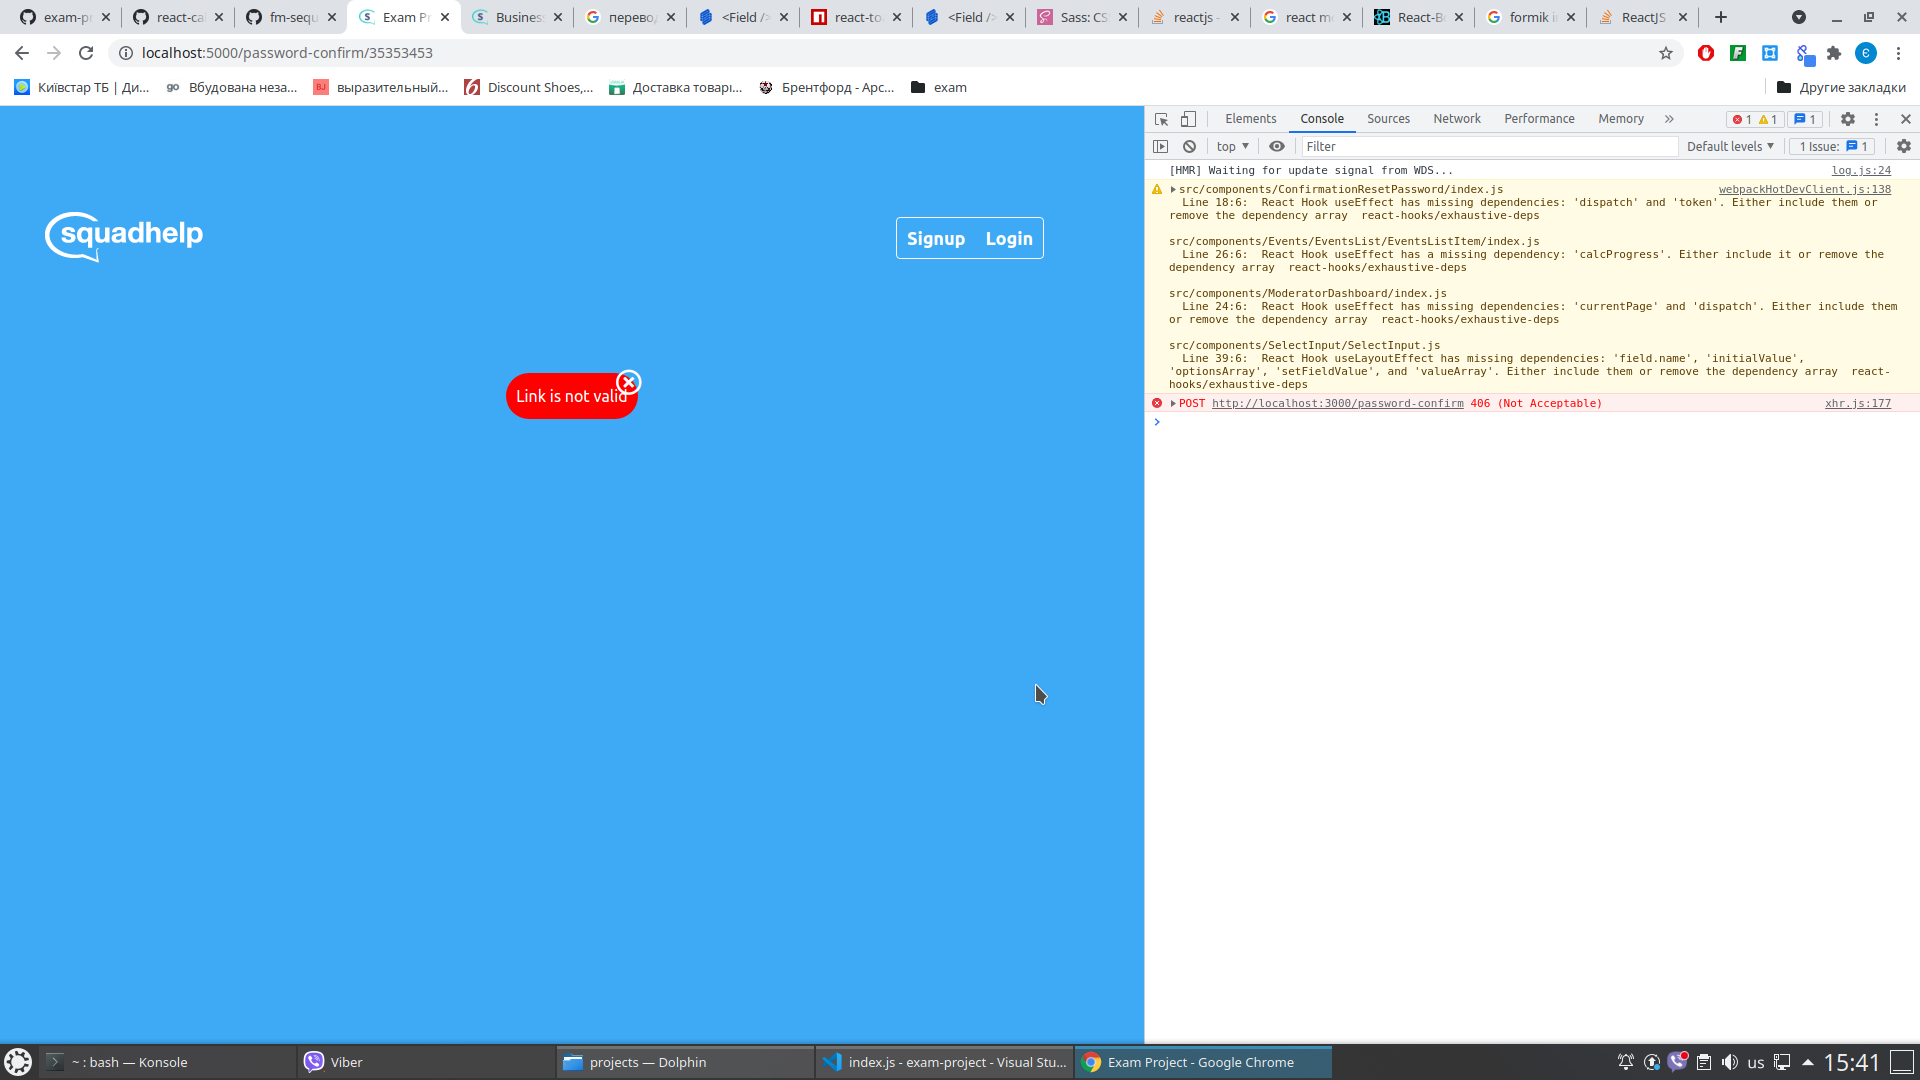 exam-pr
react-cal
fm-sequ
Exam Pr
Business
перевод
<Field />
react-to
<Field />
Sass: CSS
reactjs -
react mo
React-Bo
formik in
ReactJS
localhost:5000/password-confirm/35353453
Київстар ТБ | Ди...
Вбудована неза...
выразительный...
Discount Shoes,...
Доставка товарі...
Брентфорд - Арс...
exam
Другие закладки
Elements Console Sources Network Performance Memory
1 1 1
top
Filter
Default levels
1 Issue: 1
[HMR] Waiting for update signal from WDS... log.js:24
src/components/ConfirmationResetPassword/index.js webpackHotDevClient.js:138
Line 18:6: React Hook useEffect has missing dependencies: 'dispatch' and 'token'. Either include them or
remove the dependency array react-hooks/exhaustive-deps
src/components/Events/EventsList/EventsListItem/index.js
Line 26:6: React Hook useEffect has a missing dependency: 'calcProgress'. Either include it or remove the
dependency array react-hooks/exhaustive-deps
src/components/ModeratorDashboard/index.js
Line 24:6: React Hook useEffect has missing dependencies: 'currentPage' and 'dispatch'. Either include them
or remove the dependency array react-hooks/exhaustive-deps
src/components/SelectInput/SelectInput.js
Line 39:6: React Hook useLayoutEffect has missing dependencies: 'field.name', 'initialValue',
'optionsArray', 'setFieldValue', and 'valueArray'. Either include them or remove the dependency array react-
hooks/exhaustive-deps
POST http://localhost:3000/password-confirm 406 (Not Acceptable) xhr.js:177
squadhelp
Signup Login
Link is not valid
~ : bash — Konsole
Viber
projects — Dolphin
index.js - exam-project - Visual Stu...
Exam Project - Google Chrome
us
15:41